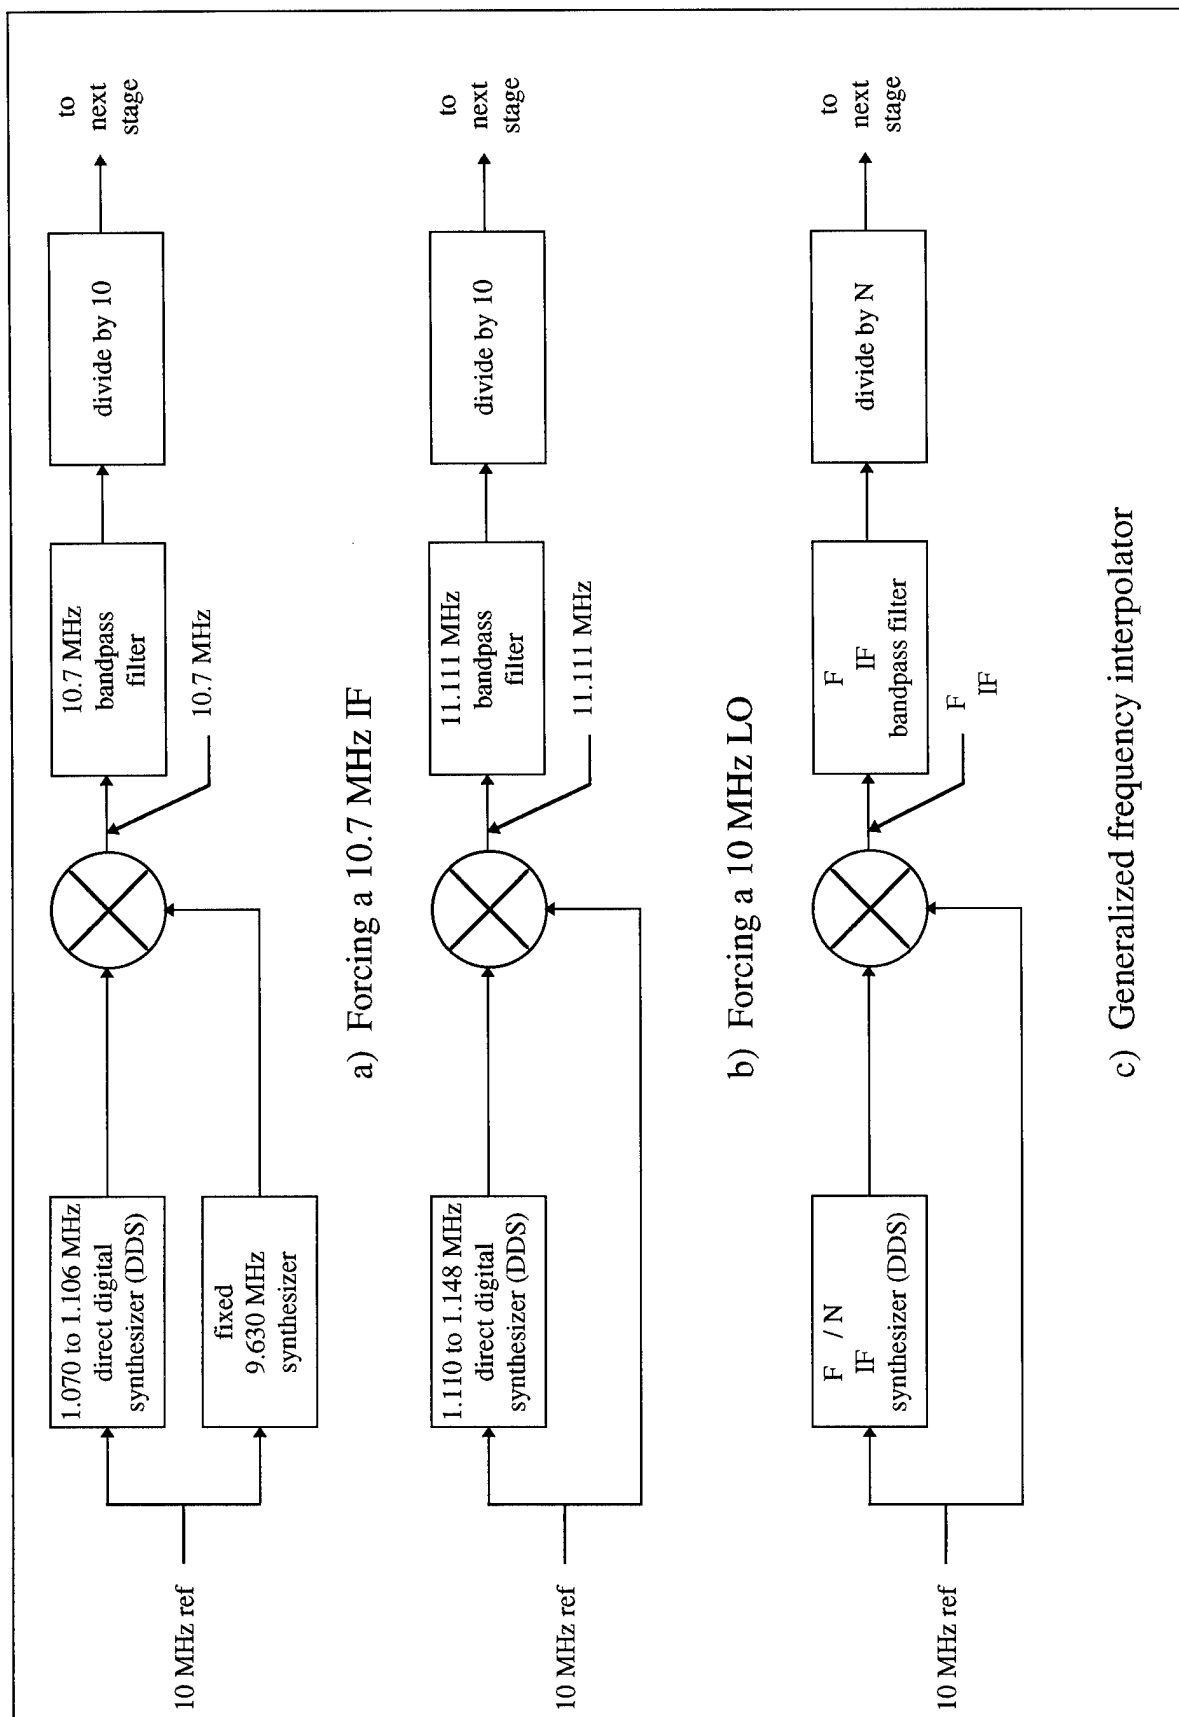 10 MHz ref
1.070 to 1.106 MHz
direct digital
synthesizer (DDS)
fixed
9.630 MHz
synthesizer
10.7 MHz
bandpass
filter
10.7 MHz
divide by 10
to
next
stage
a) Forcing a 10.7 MHz IF
10 MHz ref
1.110 to 1.148 MHz
direct digital
synthesizer (DDS)
11.111 MHz
bandpass
filter
11.111 MHz
divide by 10
to
next
stage
b) Forcing a 10 MHz LO
10 MHz ref
F / N
IF
synthesizer (DDS)
F
IF
bandpass filter
F
IF
divide by N
to
next
stage
c) Generalized frequency interpolator